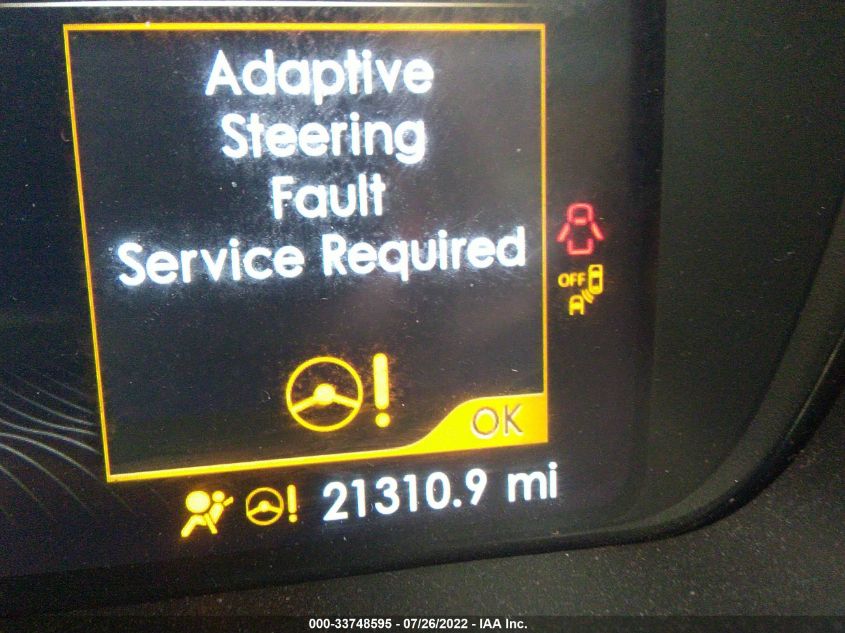 Adaptive
Steering
Fault
Service Required
OFF
OK
21310.9 mi
000-33748595 - 07/26/2022 - IAA Inc.